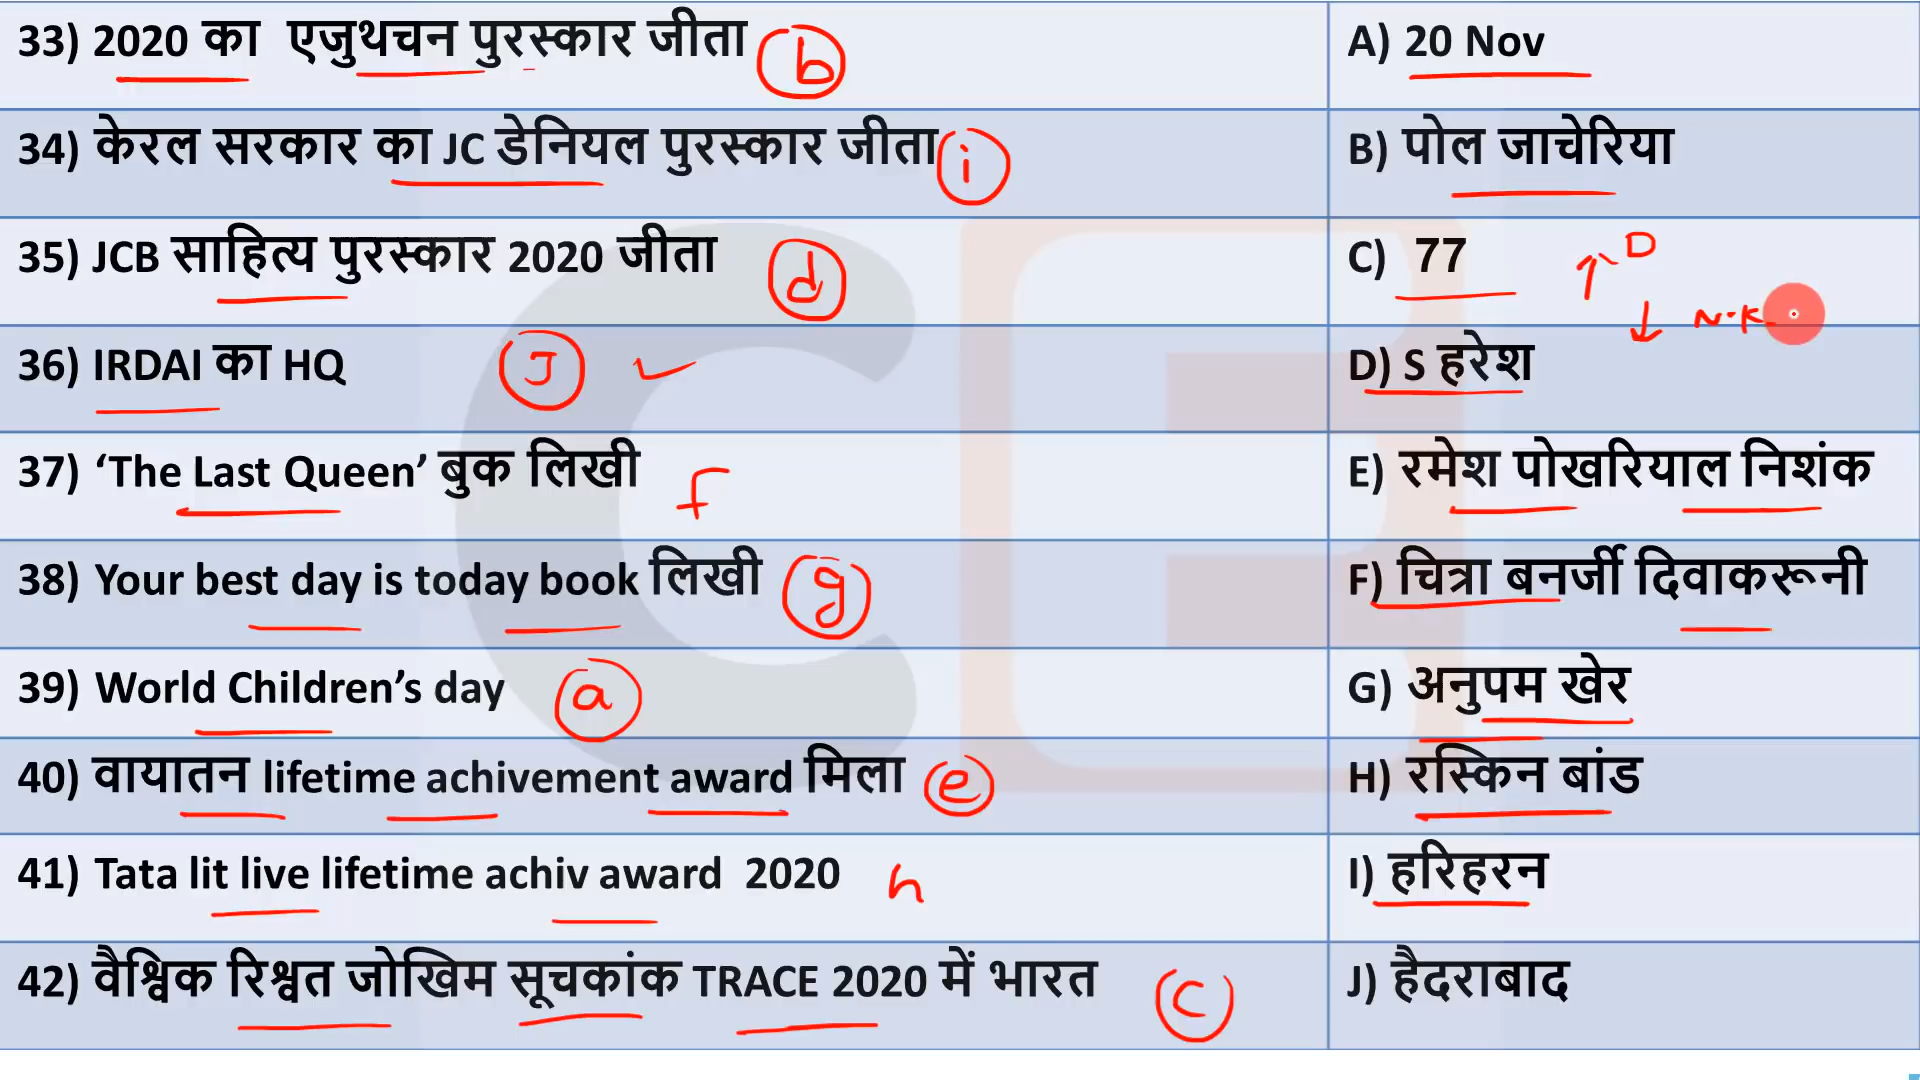 33) 2020 का एजुथचन पुरस्कार जीता b
A) 20 Nov
34) केरल सरकार का JC डेनियल पुरस्कार जीता i
B) पोल जाचेरिया
35) JCB साहित्य पुरस्कार 2020 जीता d
C) 77 ↑ D
↓ N.K
36) IRDAI का HQ J ✓
D) S हरेश
37) ‘The Last Queen’ बुक लिखी f
E) रमेश पोखरियाल निशंक
38) Your best day is today book लिखी g
F) चित्रा बनर्जी दिवाकरूनी
39) World Children’s day a
G) अनुपम खेर
40) वायातन lifetime achivement award मिला e
H) रस्किन बांड
41) Tata lit live lifetime achiv award 2020 h
I) हरिहरन
42) वैश्विक रिश्वत जोखिम सूचकांक TRACE 2020 में भारत C
J) हैदराबाद